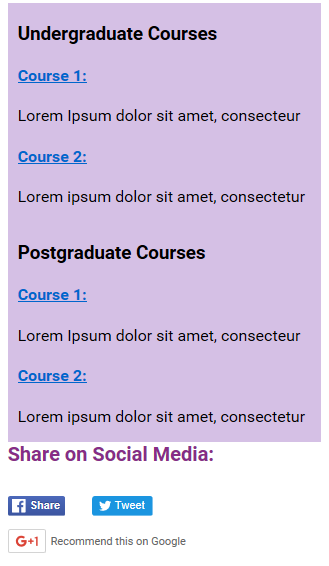 Undergraduate Courses
Course 1:
Lorem Ipsum dolor sit amet, consecteur
Course 2:
Lorem ipsum dolor sit amet, consectetur
Postgraduate Courses
Course 1:
Lorem Ipsum dolor sit amet, consecteur
Course 2:
Lorem ipsum dolor sit amet, consectetur
Share on Social Media:
Share Tweet
G+1 Recommend this on Google